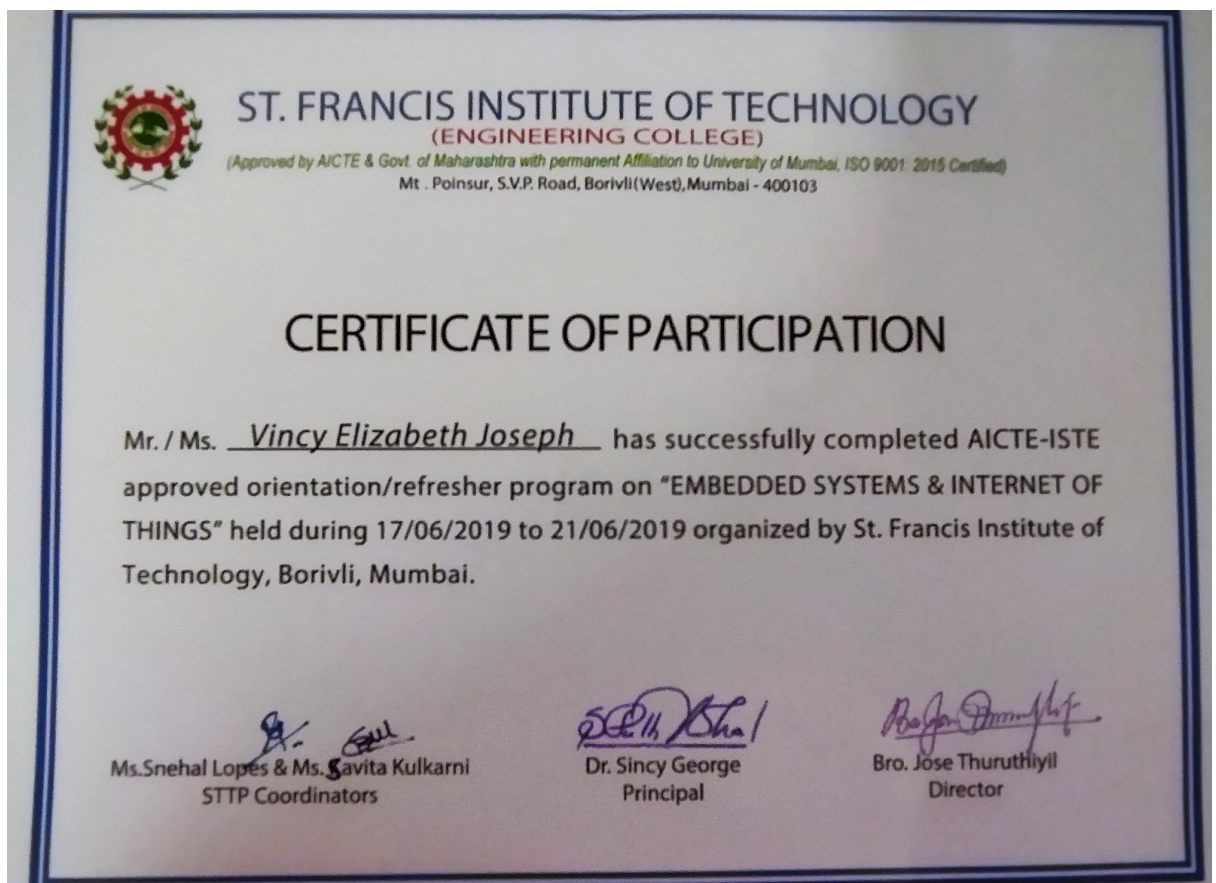 ST. FRANCIS INSTITUTE OF TECHNOLOGY
(ENGINEERING COLLEGE)
(Approved by AICTE & Govt. of Maharashtra with permanent Affiliation to University of Mumbai, ISO 9001: 2015 Certified)
Mt . Poinsur, S.V.P. Road, Borivli(West),Mumbai - 400103
CERTIFICATE OF PARTICIPATION
Mr. / Ms. Vincy Elizabeth Joseph has successfully completed AICTE-ISTE
approved orientation/refresher program on "EMBEDDED SYSTEMS & INTERNET OF
THINGS" held during 17/06/2019 to 21/06/2019 organized by St. Francis Institute of
Technology, Borivli, Mumbai.
Ms.Snehal Lopes & Ms. Savita Kulkarni
STTP Coordinators
Dr. Sincy George
Principal
Bro. Jose Thuruthiyil
Director